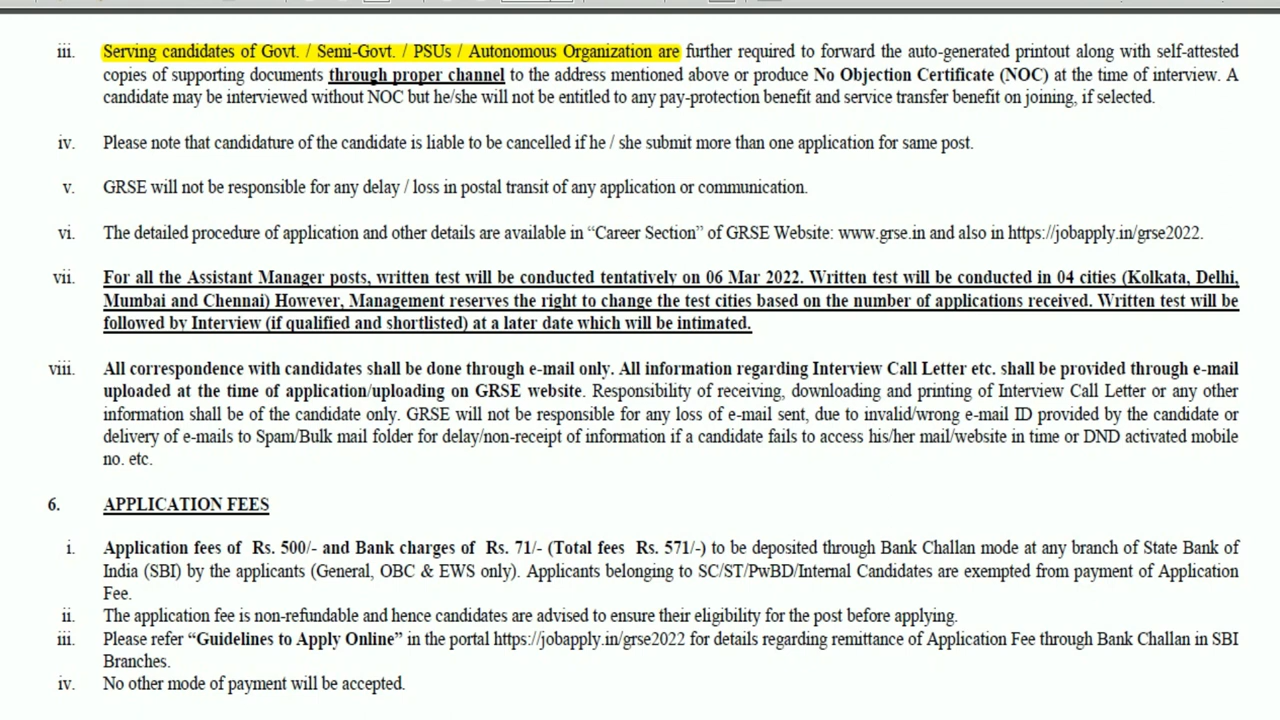 iii. Serving candidates of Govt. / Semi-Govt. / PSUs / Autonomous Organization are further required to forward the auto-generated printout along with self-attested
copies of supporting documents through proper channel to the address mentioned above or produce No Objection Certificate (NOC) at the time of interview. A
candidate may be interviewed without NOC but he/she will not be entitled to any pay-protection benefit and service transfer benefit on joining, if selected.
iv. Please note that candidature of the candidate is liable to be cancelled if he / she submit more than one application for same post.
v. GRSE will not be responsible for any delay / loss in postal transit of any application or communication.
vi. The detailed procedure of application and other details are available in “Career Section” of GRSE Website: www.grse.in and also in https://jobapply.in/grse2022.
vii. For all the Assistant Manager posts, written test will be conducted tentatively on 06 Mar 2022. Written test will be conducted in 04 cities (Kolkata, Delhi,
Mumbai and Chennai) However, Management reserves the right to change the test cities based on the number of applications received. Written test will be
followed by Interview (if qualified and shortlisted) at a later date which will be intimated.
viii. All correspondence with candidates shall be done through e-mail only. All information regarding Interview Call Letter etc. shall be provided through e-mail
uploaded at the time of application/uploading on GRSE website. Responsibility of receiving, downloading and printing of Interview Call Letter or any other
information shall be of the candidate only. GRSE will not be responsible for any loss of e-mail sent, due to invalid/wrong e-mail ID provided by the candidate or
delivery of e-mails to Spam/Bulk mail folder for delay/non-receipt of information if a candidate fails to access his/her mail/website in time or DND activated mobile
no. etc.
6. APPLICATION FEES
i. Application fees of Rs. 500/- and Bank charges of Rs. 71/- (Total fees Rs. 571/-) to be deposited through Bank Challan mode at any branch of State Bank of
India (SBI) by the applicants (General, OBC & EWS only). Applicants belonging to SC/ST/PwBD/Internal Candidates are exempted from payment of Application
Fee.
ii. The application fee is non-refundable and hence candidates are advised to ensure their eligibility for the post before applying.
iii. Please refer “Guidelines to Apply Online” in the portal https://jobapply.in/grse2022 for details regarding remittance of Application Fee through Bank Challan in SBI
Branches.
iv. No other mode of payment will be accepted.